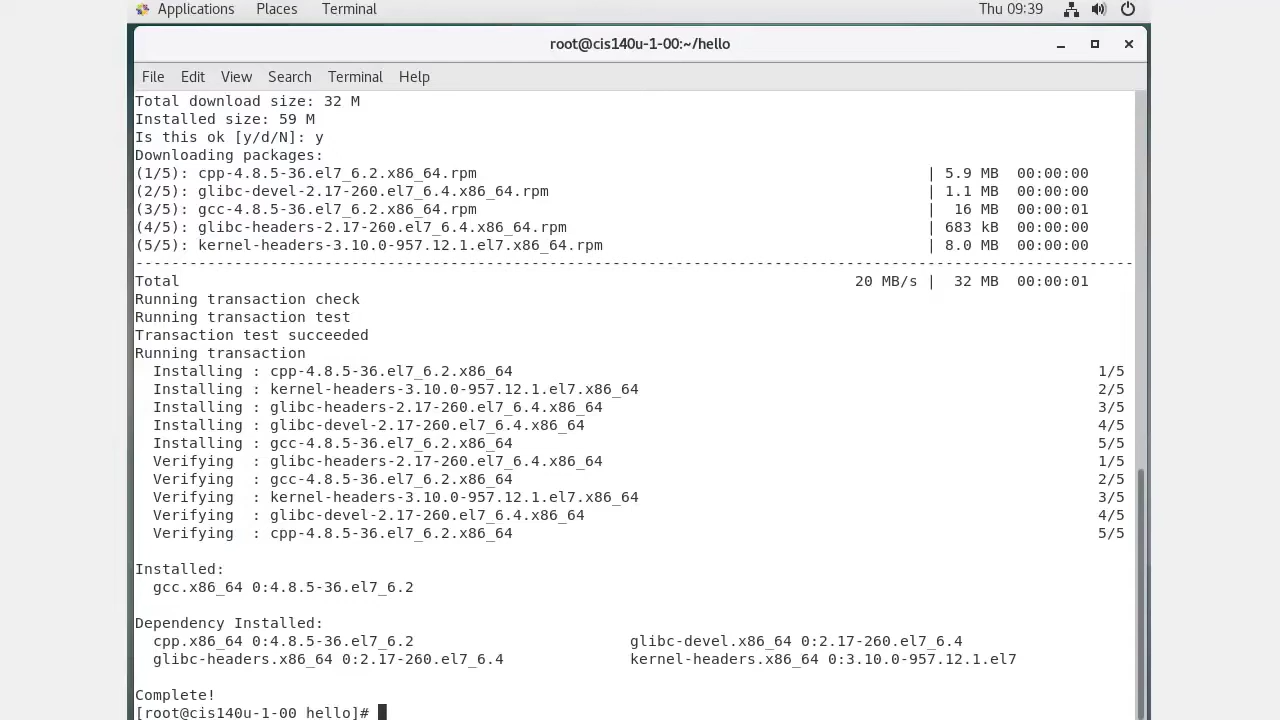 Applications Places Terminal Thu 09:39
root@cis140u-1-00:~/hello
File Edit View Search Terminal Help
Total download size: 32 M
Installed size: 59 M
Is this ok [y/d/N]: y
Downloading packages:
(1/5): cpp-4.8.5-36.el7_6.2.x86_64.rpm | 5.9 MB 00:00:00
(2/5): glibc-devel-2.17-260.el7_6.4.x86_64.rpm | 1.1 MB 00:00:00
(3/5): gcc-4.8.5-36.el7_6.2.x86_64.rpm | 16 MB 00:00:01
(4/5): glibc-headers-2.17-260.el7_6.4.x86_64.rpm | 683 kB 00:00:00
(5/5): kernel-headers-3.10.0-957.12.1.el7.x86_64.rpm | 8.0 MB 00:00:00
---------------------------------------------------------------------------------------------------------------
Total 20 MB/s | 32 MB 00:00:01
Running transaction check
Running transaction test
Transaction test succeeded
Running transaction
Installing : cpp-4.8.5-36.el7_6.2.x86_64 1/5
Installing : kernel-headers-3.10.0-957.12.1.el7.x86_64 2/5
Installing : glibc-headers-2.17-260.el7_6.4.x86_64 3/5
Installing : glibc-devel-2.17-260.el7_6.4.x86_64 4/5
Installing : gcc-4.8.5-36.el7_6.2.x86_64 5/5
Verifying : glibc-headers-2.17-260.el7_6.4.x86_64 1/5
Verifying : gcc-4.8.5-36.el7_6.2.x86_64 2/5
Verifying : kernel-headers-3.10.0-957.12.1.el7.x86_64 3/5
Verifying : glibc-devel-2.17-260.el7_6.4.x86_64 4/5
Verifying : cpp-4.8.5-36.el7_6.2.x86_64 5/5
Installed:
gcc.x86_64 0:4.8.5-36.el7_6.2
Dependency Installed:
cpp.x86_64 0:4.8.5-36.el7_6.2 glibc-devel.x86_64 0:2.17-260.el7_6.4
glibc-headers.x86_64 0:2.17-260.el7_6.4 kernel-headers.x86_64 0:3.10.0-957.12.1.el7
Complete!
[root@cis140u-1-00 hello]#